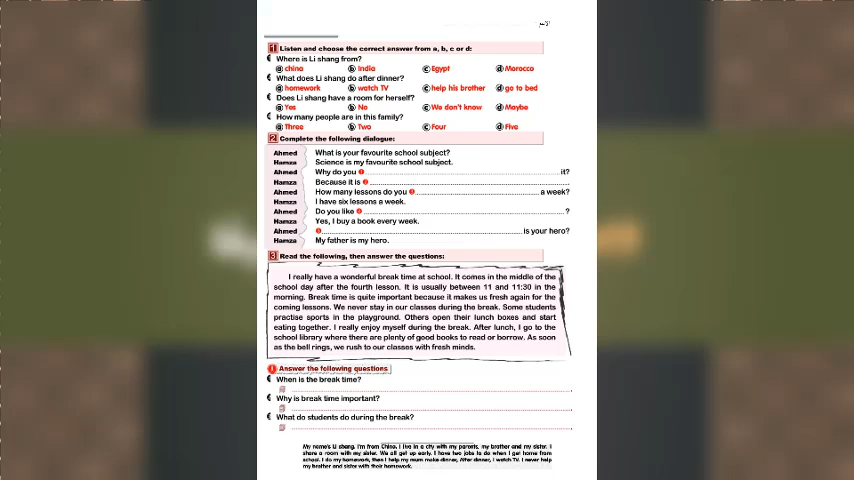 الاسم
1 Listen and choose the correct answer from a, b, c or d:
Where is Li shang from?
a china b India c Egypt d Morocco
What does Li shang do after dinner?
a homework b watch TV c help his brother d go to bed
Does Li shang have a room for herself?
a Yes b No c We don't know d Maybe
How many people are in this family?
a Three b Two c Four d Five
2 Complete the following dialogue:
Ahmed What is your favourite school subject?
Hamza Science is my favourite school subject.
Ahmed Why do you ........ it?
Hamza Because it is ........
Ahmed How many lessons do you ........ a week?
Hamza I have six lessons a week.
Ahmed Do you like ........ ?
Hamza Yes, I buy a book every week.
Ahmed ........ is your hero?
Hamza My father is my hero.
3 Read the following, then answer the questions:
I really have a wonderful break time at school. It comes in the middle of the
school day after the fourth lesson. It is usually between 11 and 11:30 in the
morning. Break time is quite important because it makes us fresh again for the
coming lessons. We never stay in our classes during the break. Some students
practise sports in the playground. Others open their lunch boxes and start
eating together. I really enjoy myself during the break. After lunch, I go to the
school library where there are plenty of good books to read or borrow. As soon
as the bell rings, we rush to our classes with fresh minds.
Answer the following questions
When is the break time?
Why is break time important?
What do students do during the break?
My name's Li shang. I'm from China. I live in a city with my parents, my brother and my sister. I
share a room with my sister. We all get up early. I have two jobs to do when I get home from
school. I do my homework, then I help my mum make dinner. After dinner, I watch TV. I never help
my brother and sister with their homework.